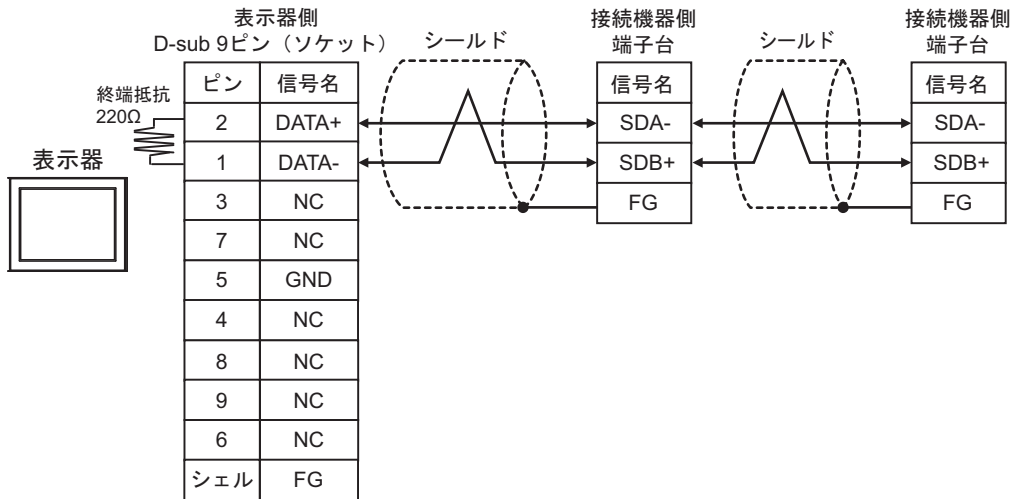 表示器側
D-sub 9ピン（ソケット）
シールド
接続機器側
端子台
シールド
接続機器側
端子台
終端抵抗
220Ω
表示器
ピン 信号名
2 DATA+
1 DATA-
3 NC
7 NC
5 GND
4 NC
8 NC
9 NC
6 NC
シェル FG
信号名
SDA-
SDB+
FG
信号名
SDA-
SDB+
FG